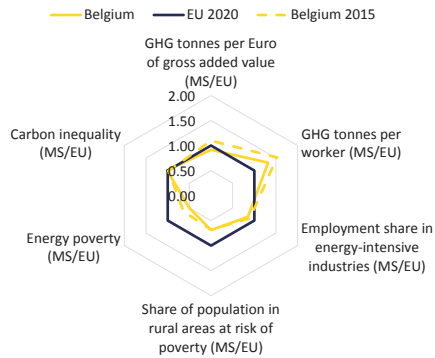 Belgium EU 2020 Belgium 2015
GHG tonnes per Euro
of gross added value
(MS/EU)
2.00
1.50
1.00
0.50
0.00
GHG tonnes per
worker (MS/EU)
Employment share in
energy-intensive
industries (MS/EU)
Share of population in
rural areas at risk of
poverty (MS/EU)
Energy poverty
(MS/EU)
Carbon inequality
(MS/EU)